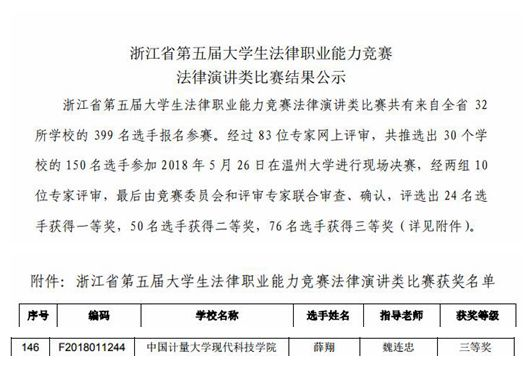 浙江省第五届大学生法律职业能力竞赛
法律演讲类比赛结果公示
浙江省第五届大学生法律职业能力竞赛法律演讲类比赛共有来自全省 32
所学校的 399 名选手报名参赛。经过 83 位专家网上评审，共推选出 30 个学
校的 150 名选手参加 2018 年 5 月 26 日在温州大学进行现场决赛，经两组 10
位专家评审，最后由竞赛委员会和评审专家联合审查、确认，评选出 24 名选
手获得一等奖，50 名选手获得二等奖，76 名选手获得三等奖（详见附件）。
附件：浙江省第五届大学生法律职业能力竞赛法律演讲类比赛获奖名单
序号 编码 学校名称 选手姓名 指导老师 获奖等级
146 F2018011244 中国计量大学现代科技学院 薛翔 魏连忠 三等奖